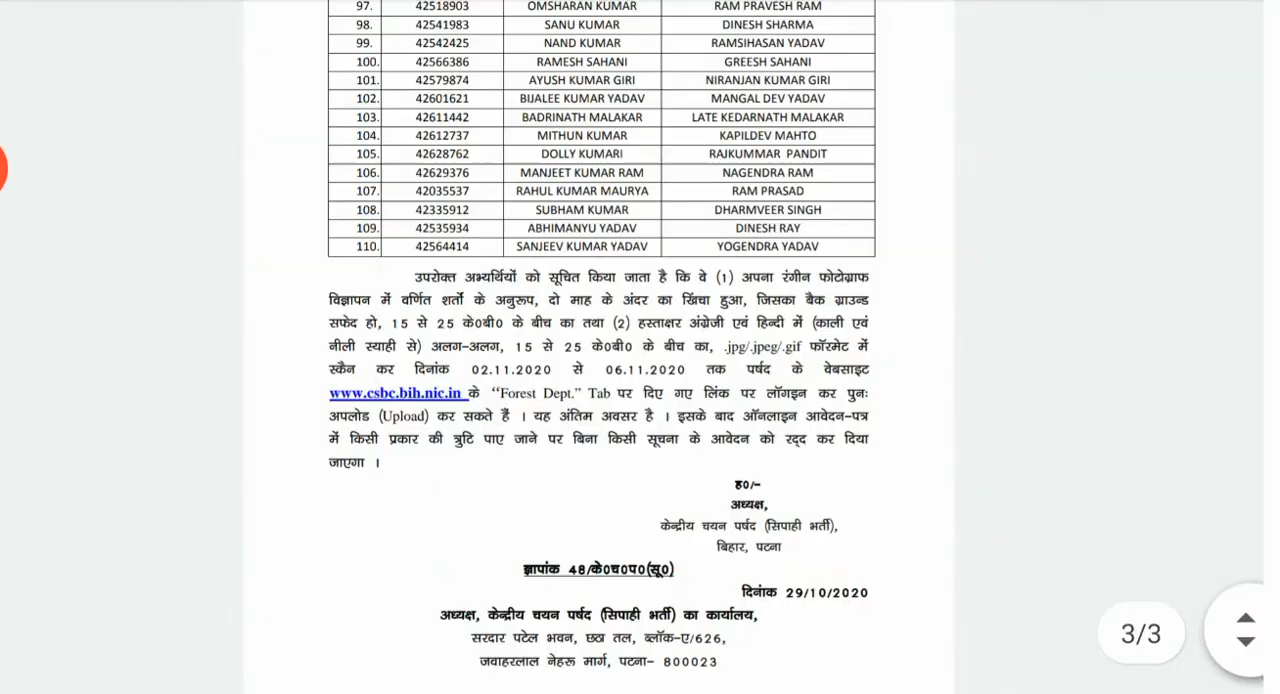 97. 42518903 OMSHARAN KUMAR RAM PRAVESH RAM
98. 42541983 SANU KUMAR DINESH SHARMA
99. 42542425 NAND KUMAR RAMSIHASAN YADAV
100. 42566386 RAMESH SAHANI GREESH SAHANI
101. 42579874 AYUSH KUMAR GIRI NIRANJAN KUMAR GIRI
102. 42601621 BIJALEE KUMAR YADAV MANGAL DEV YADAV
103. 42611442 BADRINATH MALAKAR LATE KEDARNATH MALAKAR
104. 42612737 MITHUN KUMAR KAPILDEV MAHTO
105. 42628762 DOLLY KUMARI RAJKUMMAR PANDIT
106. 42629376 MANJEET KUMAR RAM NAGENDRA RAM
107. 42035537 RAHUL KUMAR MAURYA RAM PRASAD
108. 42335912 SUBHAM KUMAR DHARMVEER SINGH
109. 42535934 ABHIMANYU YADAV DINESH RAY
110. 42564414 SANJEEV KUMAR YADAV YOGENDRA YADAV
उपरोक्त अभ्यर्थियों को सूचित किया जाता है कि वे (1) अपना रंगीन फोटोग्राफ
विज्ञापन में वर्णित शर्तो के अनुरूप, दो माह के अंदर का खिंचा हुआ, जिसका बैक ग्राउन्ड
सफेद हो, 15 से 25 के0बी0 के बीच का तथा (2) हस्ताक्षर अंग्रेजी एवं हिन्दी में (काली एवं
नीली स्याही से) अलग-अलग, 15 से 25 के0बी0 के बीच का, .jpg/.jpeg/.gif फॉरमेट में
स्कैन कर दिनांक 02.11.2020 से 06.11.2020 तक पर्षद के वेबसाइट
www.csbc.bih.nic.in के "Forest Dept." Tab पर दिए गए लिंक पर लॉगइन कर पुनः
अपलोड (Upload) कर सकते हैं । यह अंतिम अवसर है । इसके बाद ऑनलाइन आवेदन-पत्र
में किसी प्रकार की त्रुटि पाए जाने पर बिना किसी सूचना के आवेदन को रद्द कर दिया
जाएगा ।
ह0/-
अध्यक्ष,
केन्द्रीय चयन पर्षद (सिपाही भर्ती),
बिहार, पटना
ज्ञापांक 48/के0च0प0(सू0)
दिनांक 29/10/2020
अध्यक्ष, केन्द्रीय चयन पर्षद (सिपाही भर्ती) का कार्यालय,
सरदार पटेल भवन, छठा तल, ब्लॉक-ए/626,
जवाहरलाल नेहरू मार्ग, पटना- 800023
3/3